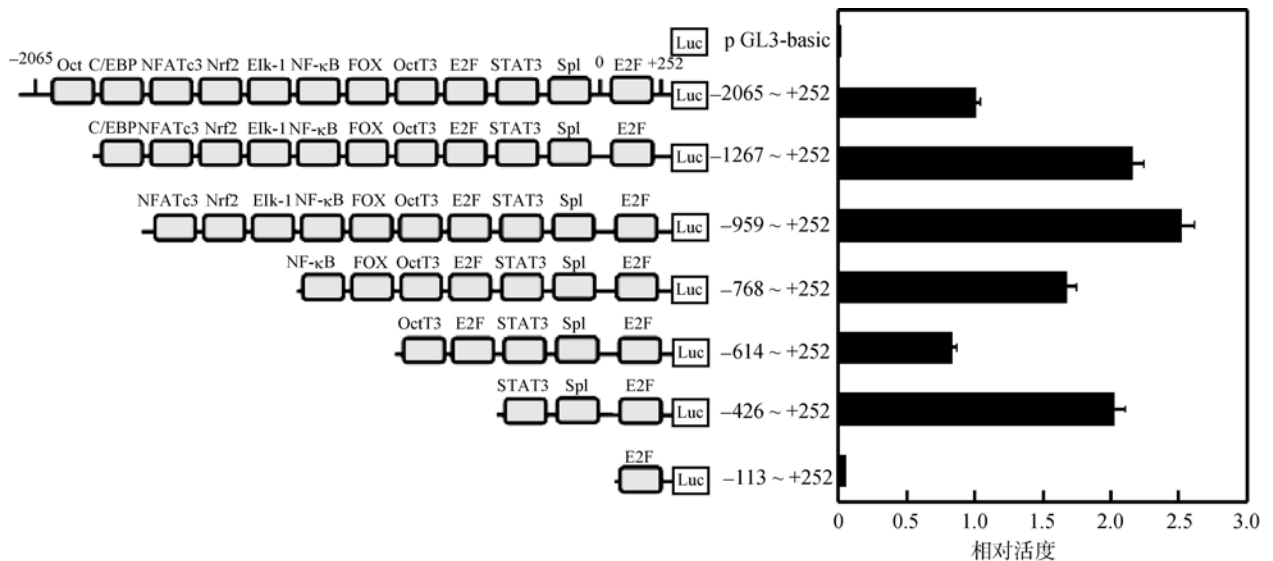 Luc p GL3-basic
–2065 Oct C/EBP NFATc3 Nrf2 Elk-1 NF-κB FOX OctT3 E2F STAT3 Spl 0 E2F +252
Luc –2065 ~ +252
C/EBP NFATc3 Nrf2 Elk-1 NF-κB FOX OctT3 E2F STAT3 Spl E2F
Luc –1267 ~ +252
NFATc3 Nrf2 Elk-1 NF-κB FOX OctT3 E2F STAT3 Spl E2F
Luc –959 ~ +252
NF-κB FOX OctT3 E2F STAT3 Spl E2F
Luc –768 ~ +252
OctT3 E2F STAT3 Spl E2F
Luc –614 ~ +252
STAT3 Spl E2F
Luc –426 ~ +252
E2F
Luc –113 ~ +252
0 0.5 1.0 1.5 2.0 2.5 3.0
相对活度